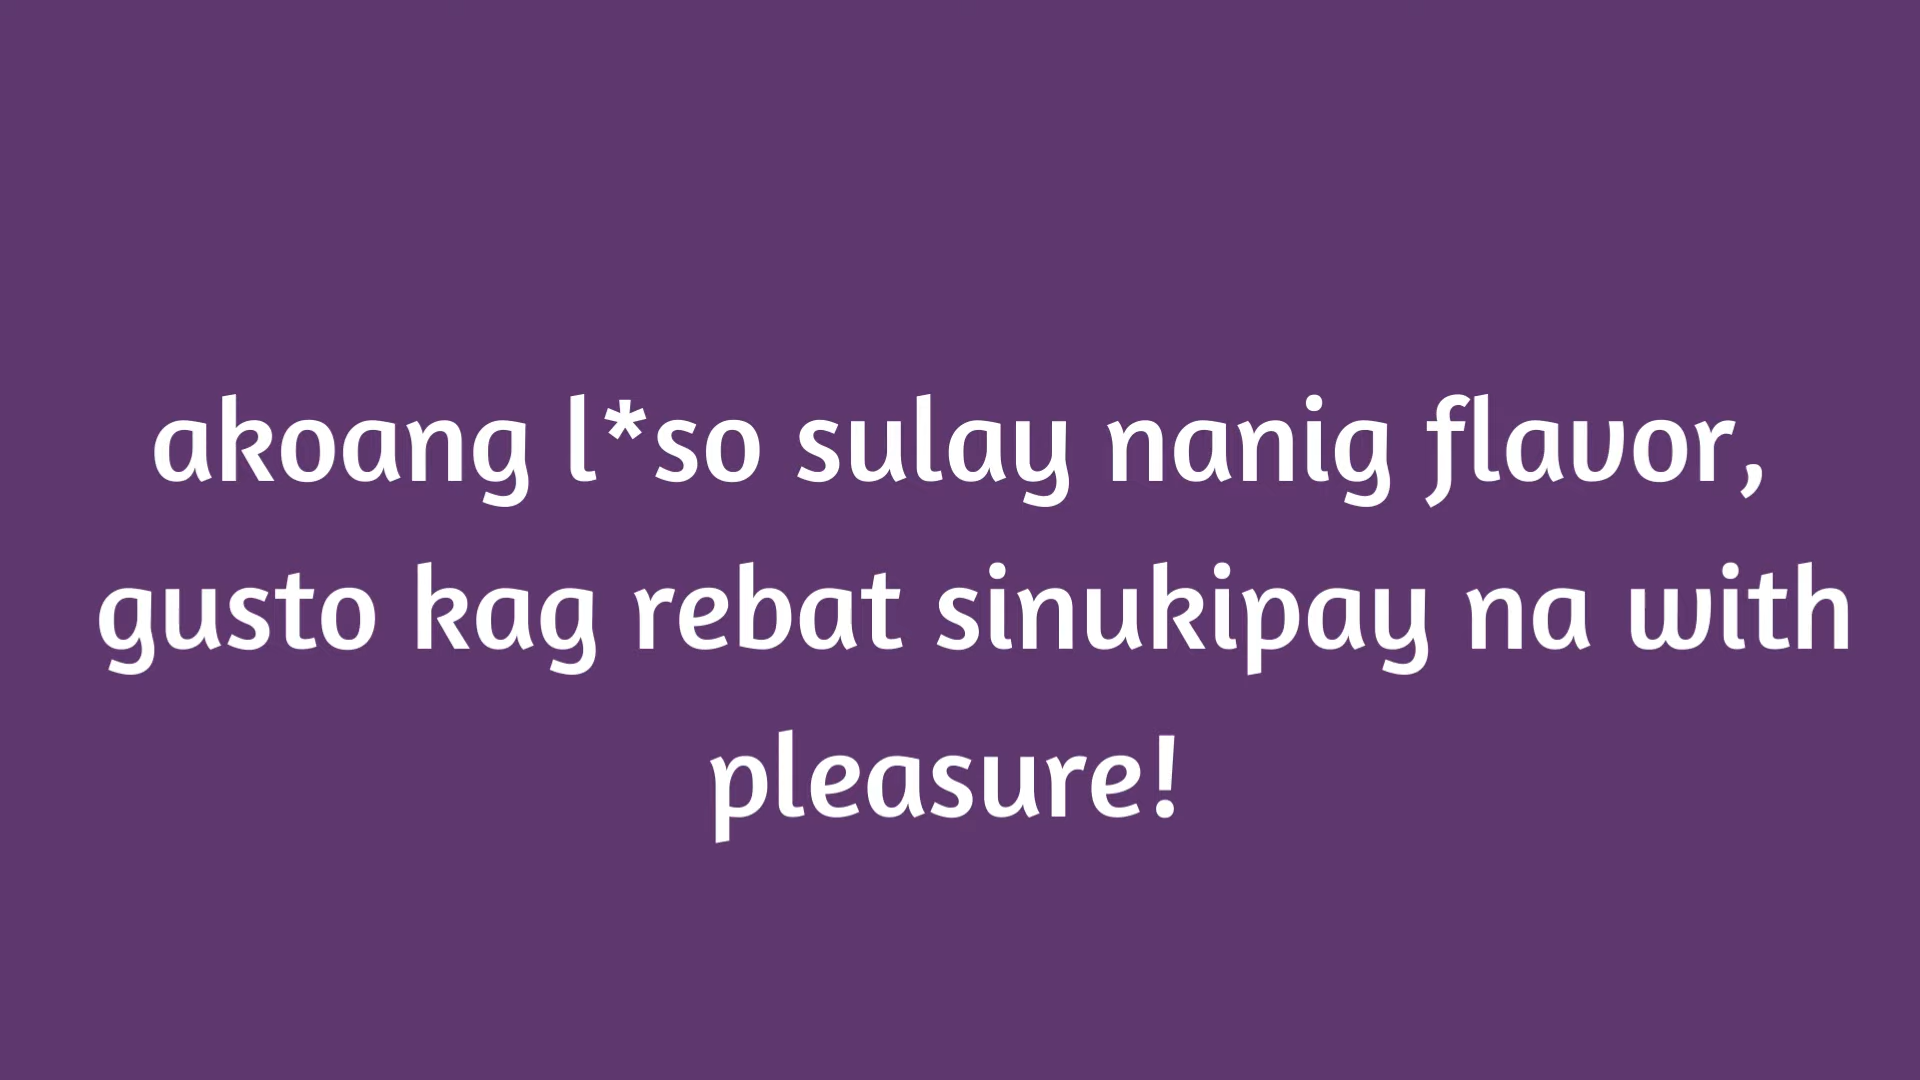 akoang l*so sulay nanig flavor,
gusto kag rebat sinukipay na with
pleasure!